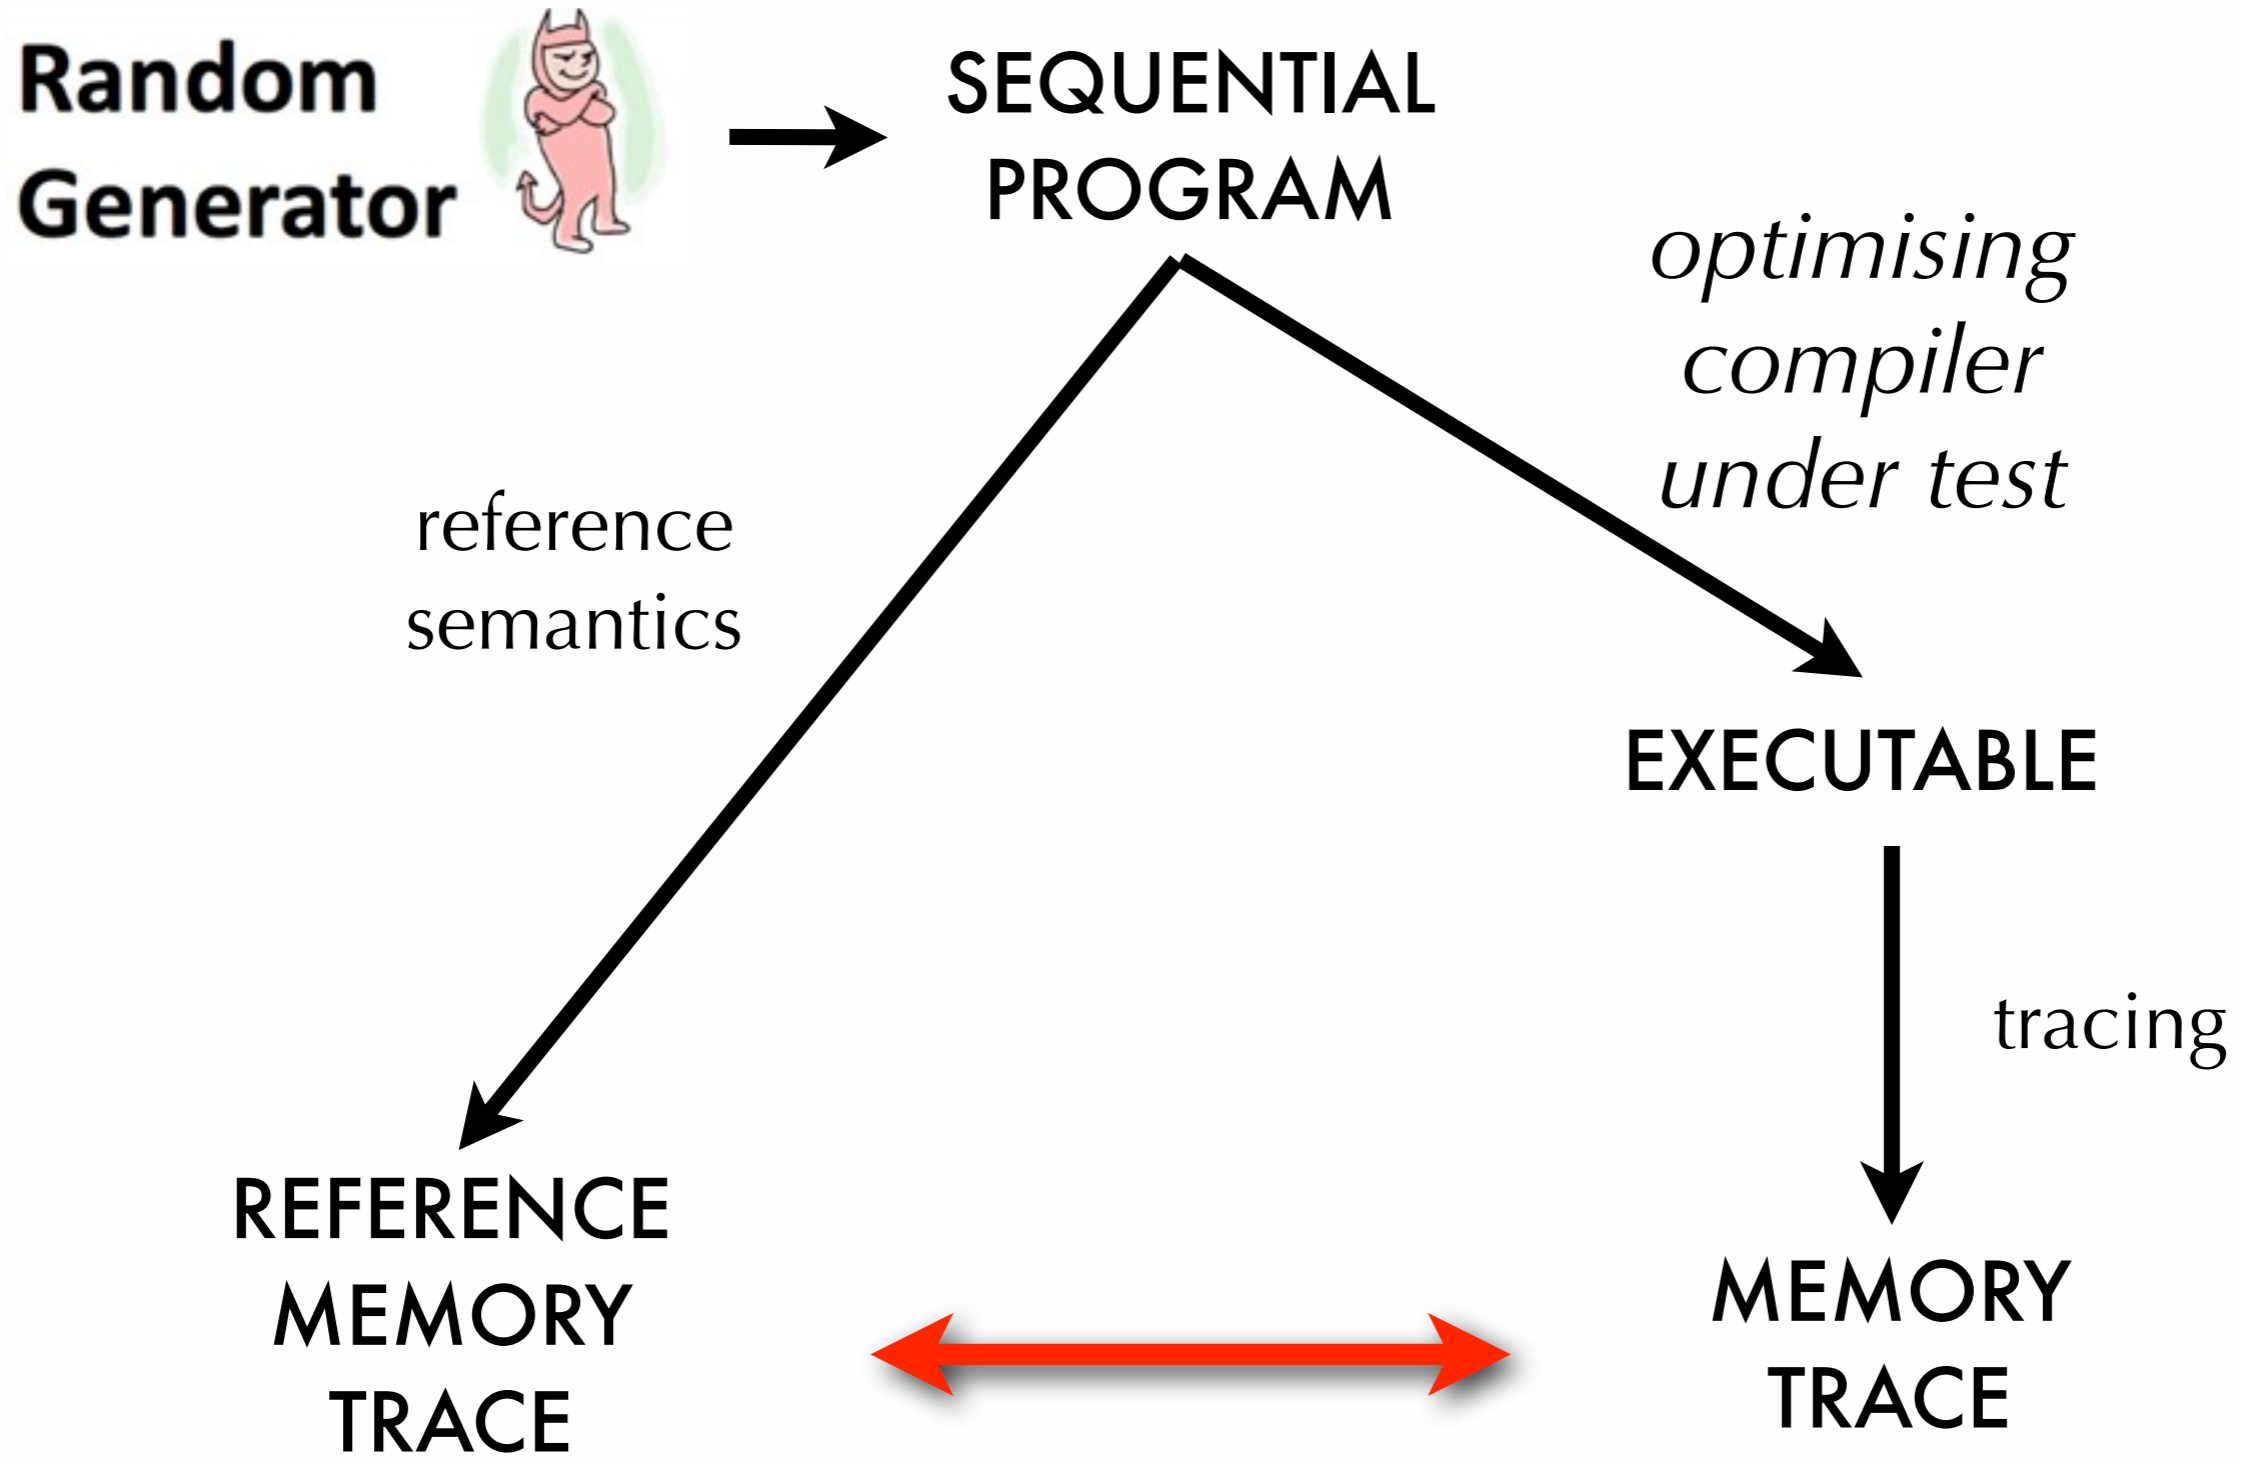 Random
Generator
SEQUENTIAL
PROGRAM
optimising
compiler
under test
reference
semantics
EXECUTABLE
tracing
REFERENCE
MEMORY
TRACE
MEMORY
TRACE